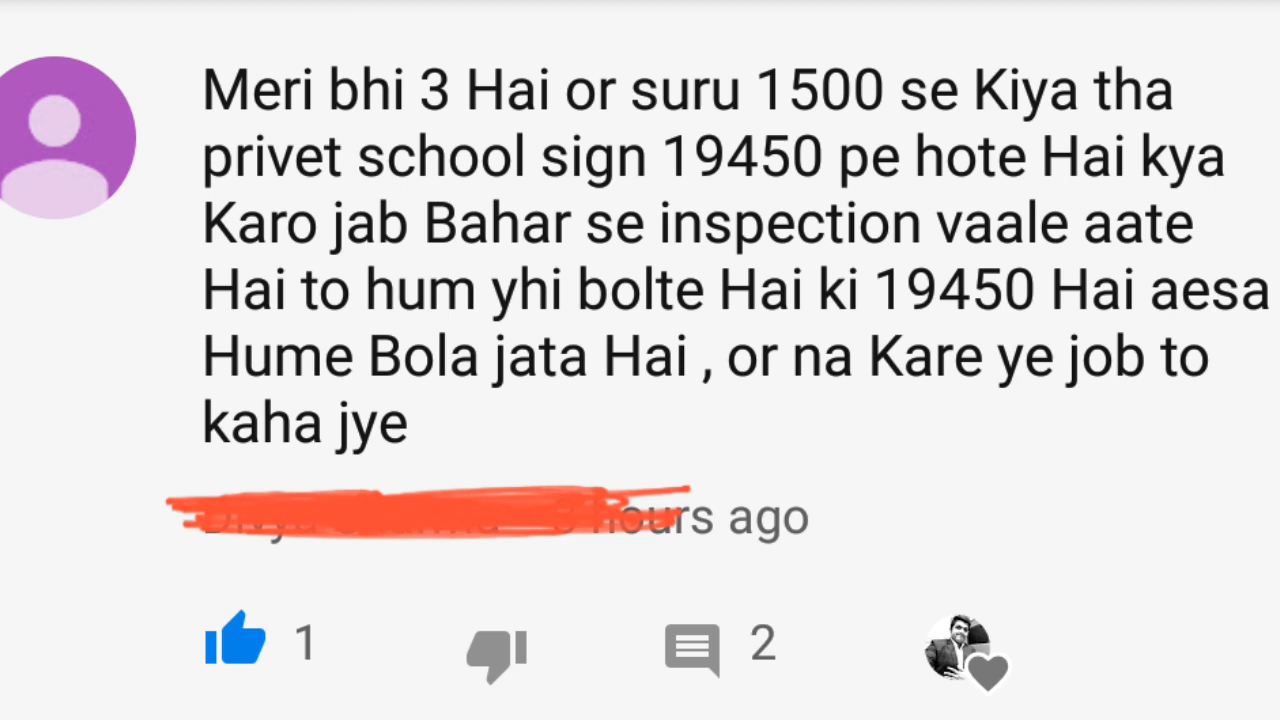 Meri bhi 3 Hai or suru 1500 se Kiya tha
privet school sign 19450 pe hote Hai kya
Karo jab Bahar se inspection vaale aate
Hai to hum yhi bolte Hai ki 19450 Hai aesa
Hume Bola jata Hai , or na Kare ye job to
kaha jye
hours ago
1 2